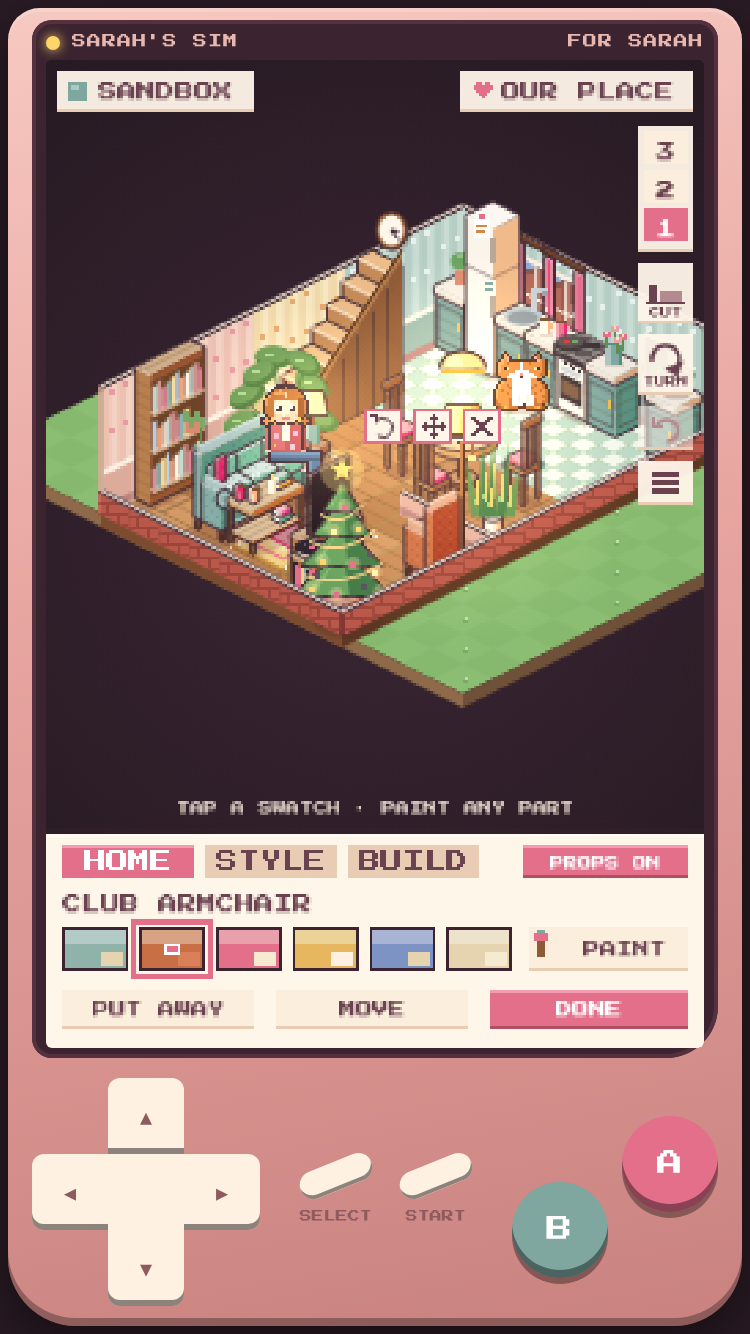 SARAH'S SIM
FOR SARAH
SANDBOX
OUR PLACE
3
2
1
CUT
TURN
TAP A SWATCH · PAINT ANY PART
HOME
STYLE
BUILD
PROPS ON
CLUB ARMCHAIR
PAINT
PUT AWAY
MOVE
DONE
SELECT
START
A
B